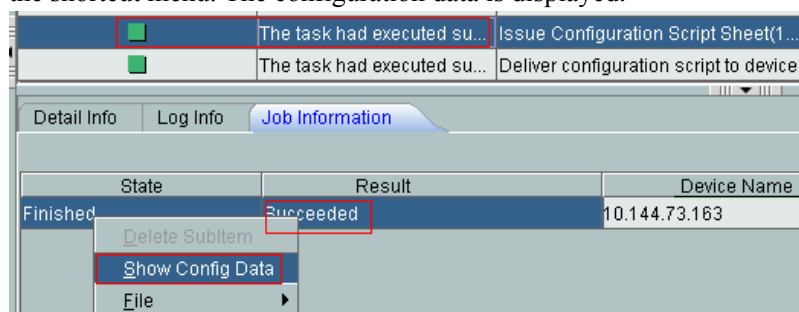 the shortcut menu. The configuration data is displayed.
The task had executed su... Issue Configuration Script Sheet(1...
The task had executed su... Deliver configuration script to device
Detail Info Log Info Job Information
State Result Device Name
Finished Succeeded 10.144.73.163
Delete SubItem
Show Config Data
File